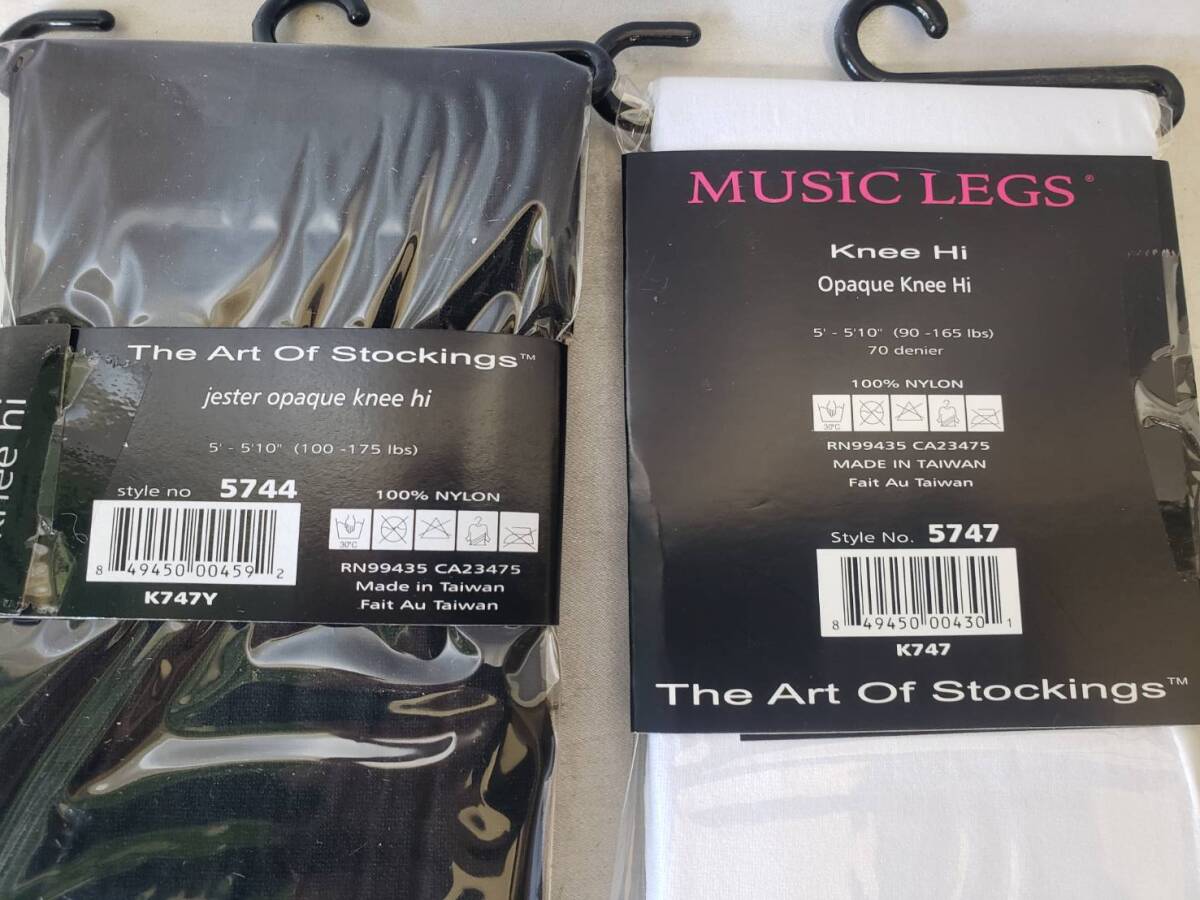 knee hi
The Art Of Stockings™
jester opaque knee hi
5' - 5'10" (100 -175 lbs)
style no 5744
8 49450 00459 2
K747Y
100% NYLON
30°C
RN99435 CA23475
Made in Taiwan
Fait Au Taiwan
MUSIC LEGS®
Knee Hi
Opaque Knee Hi
5' - 5'10" (90 -165 lbs)
70 denier
100% NYLON
30°C
RN99435 CA23475
MADE IN TAIWAN
Fait Au Taiwan
Style No. 5747
8 49450 00430 1
K747
The Art Of Stockings™